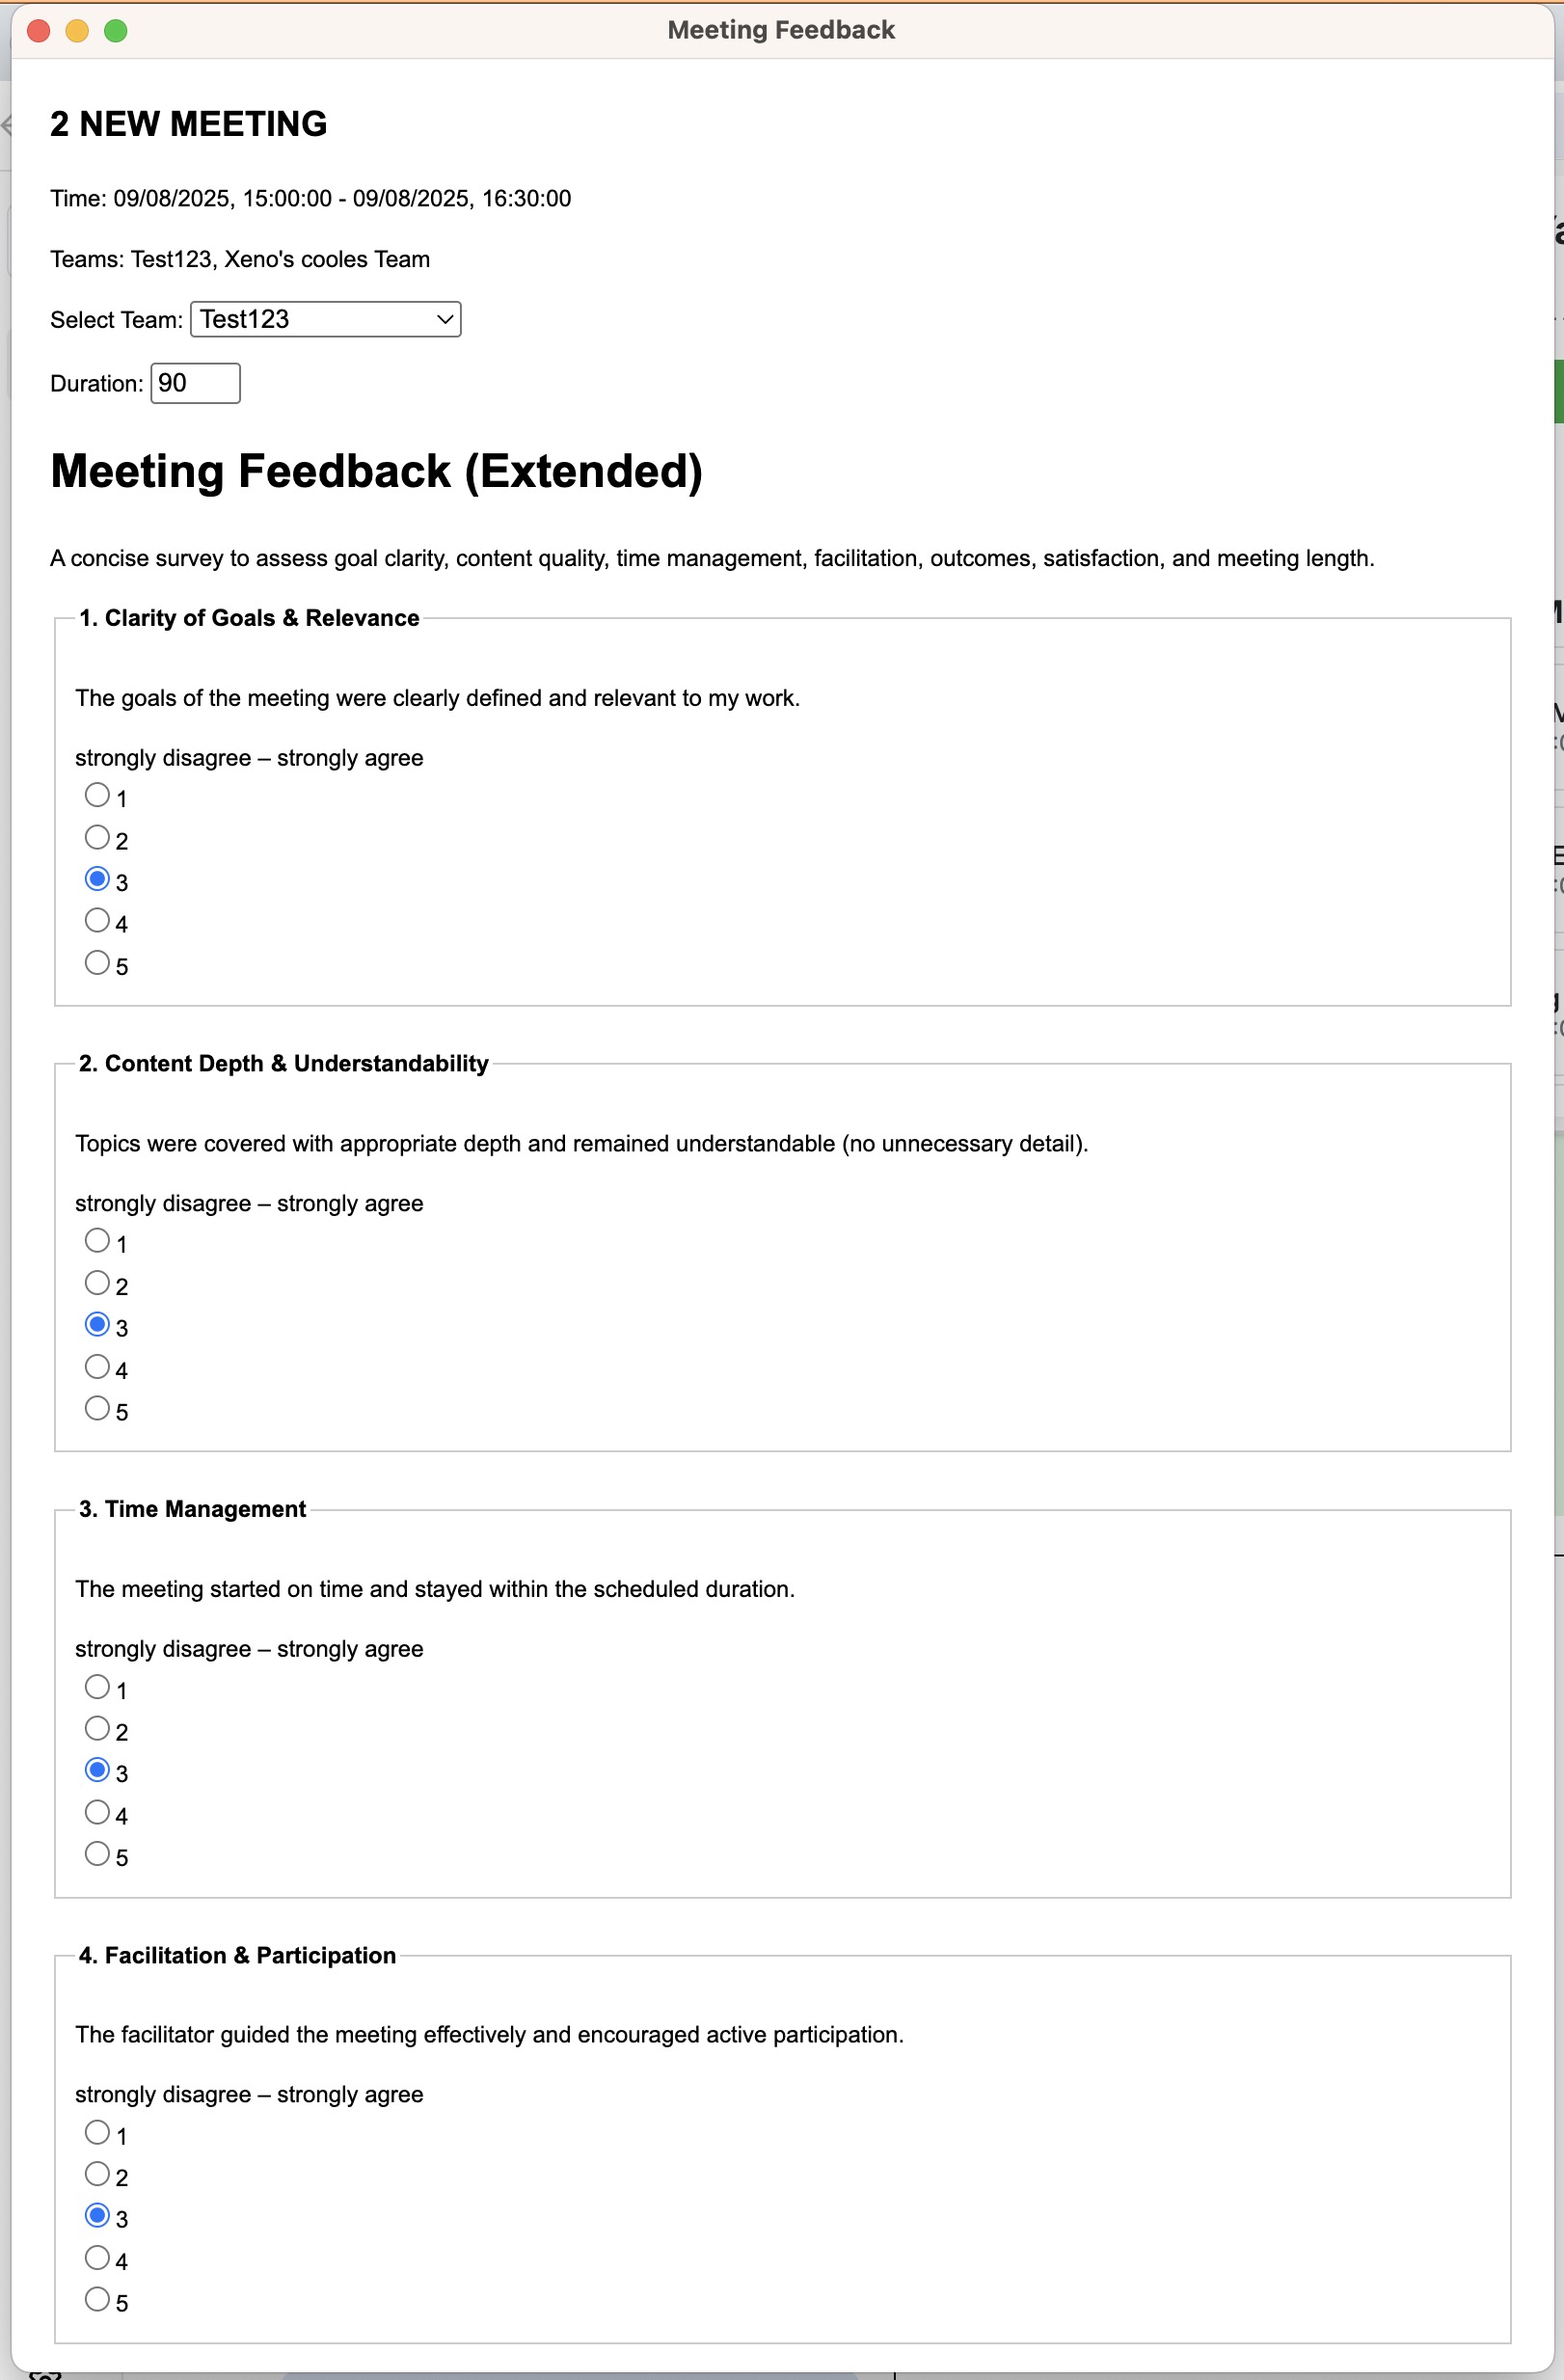 Meeting Feedback
2 NEW MEETING
Time: 09/08/2025, 15:00:00 - 09/08/2025, 16:30:00
Teams: Test123, Xeno's cooles Team
Select Team: Test123
Duration: 90
Meeting Feedback (Extended)
A concise survey to assess goal clarity, content quality, time management, facilitation, outcomes, satisfaction, and meeting length.
1. Clarity of Goals & Relevance
The goals of the meeting were clearly defined and relevant to my work.
strongly disagree – strongly agree
1
2
3
4
5
2. Content Depth & Understandability
Topics were covered with appropriate depth and remained understandable (no unnecessary detail).
strongly disagree – strongly agree
1
2
3
4
5
3. Time Management
The meeting started on time and stayed within the scheduled duration.
strongly disagree – strongly agree
1
2
3
4
5
4. Facilitation & Participation
The facilitator guided the meeting effectively and encouraged active participation.
strongly disagree – strongly agree
1
2
3
4
5